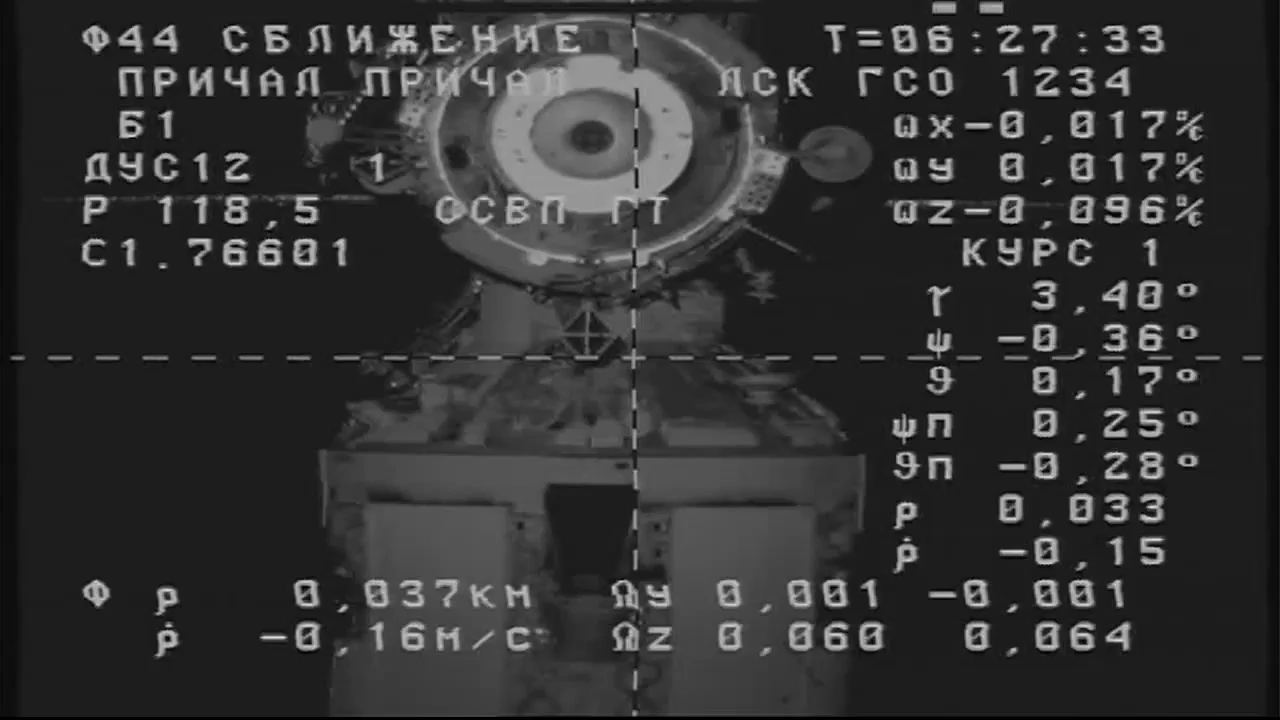 Ф44 СБЛИЖЕНИЕ Т=06:27:33
ПРИЧАЛ ПРИЧАЛ ЛСК ГСО 1234
Б1 ωx-0,017°/с
ДУС12 1 ωy 0,017°/с
Р 118,5 ССВП ГТ ωz-0,096°/с
С1.76601 КУРС 1
γ 3,40°
ψ -0,36°
ϑ 0,17°
ψп 0,25°
ϑп -0,28°
ρ 0,033
ρ̇ -0,15
Ф ρ 0,037км Ωy 0,001 -0,001
ρ̇ -0,16м/с Ωz 0,060 0,064